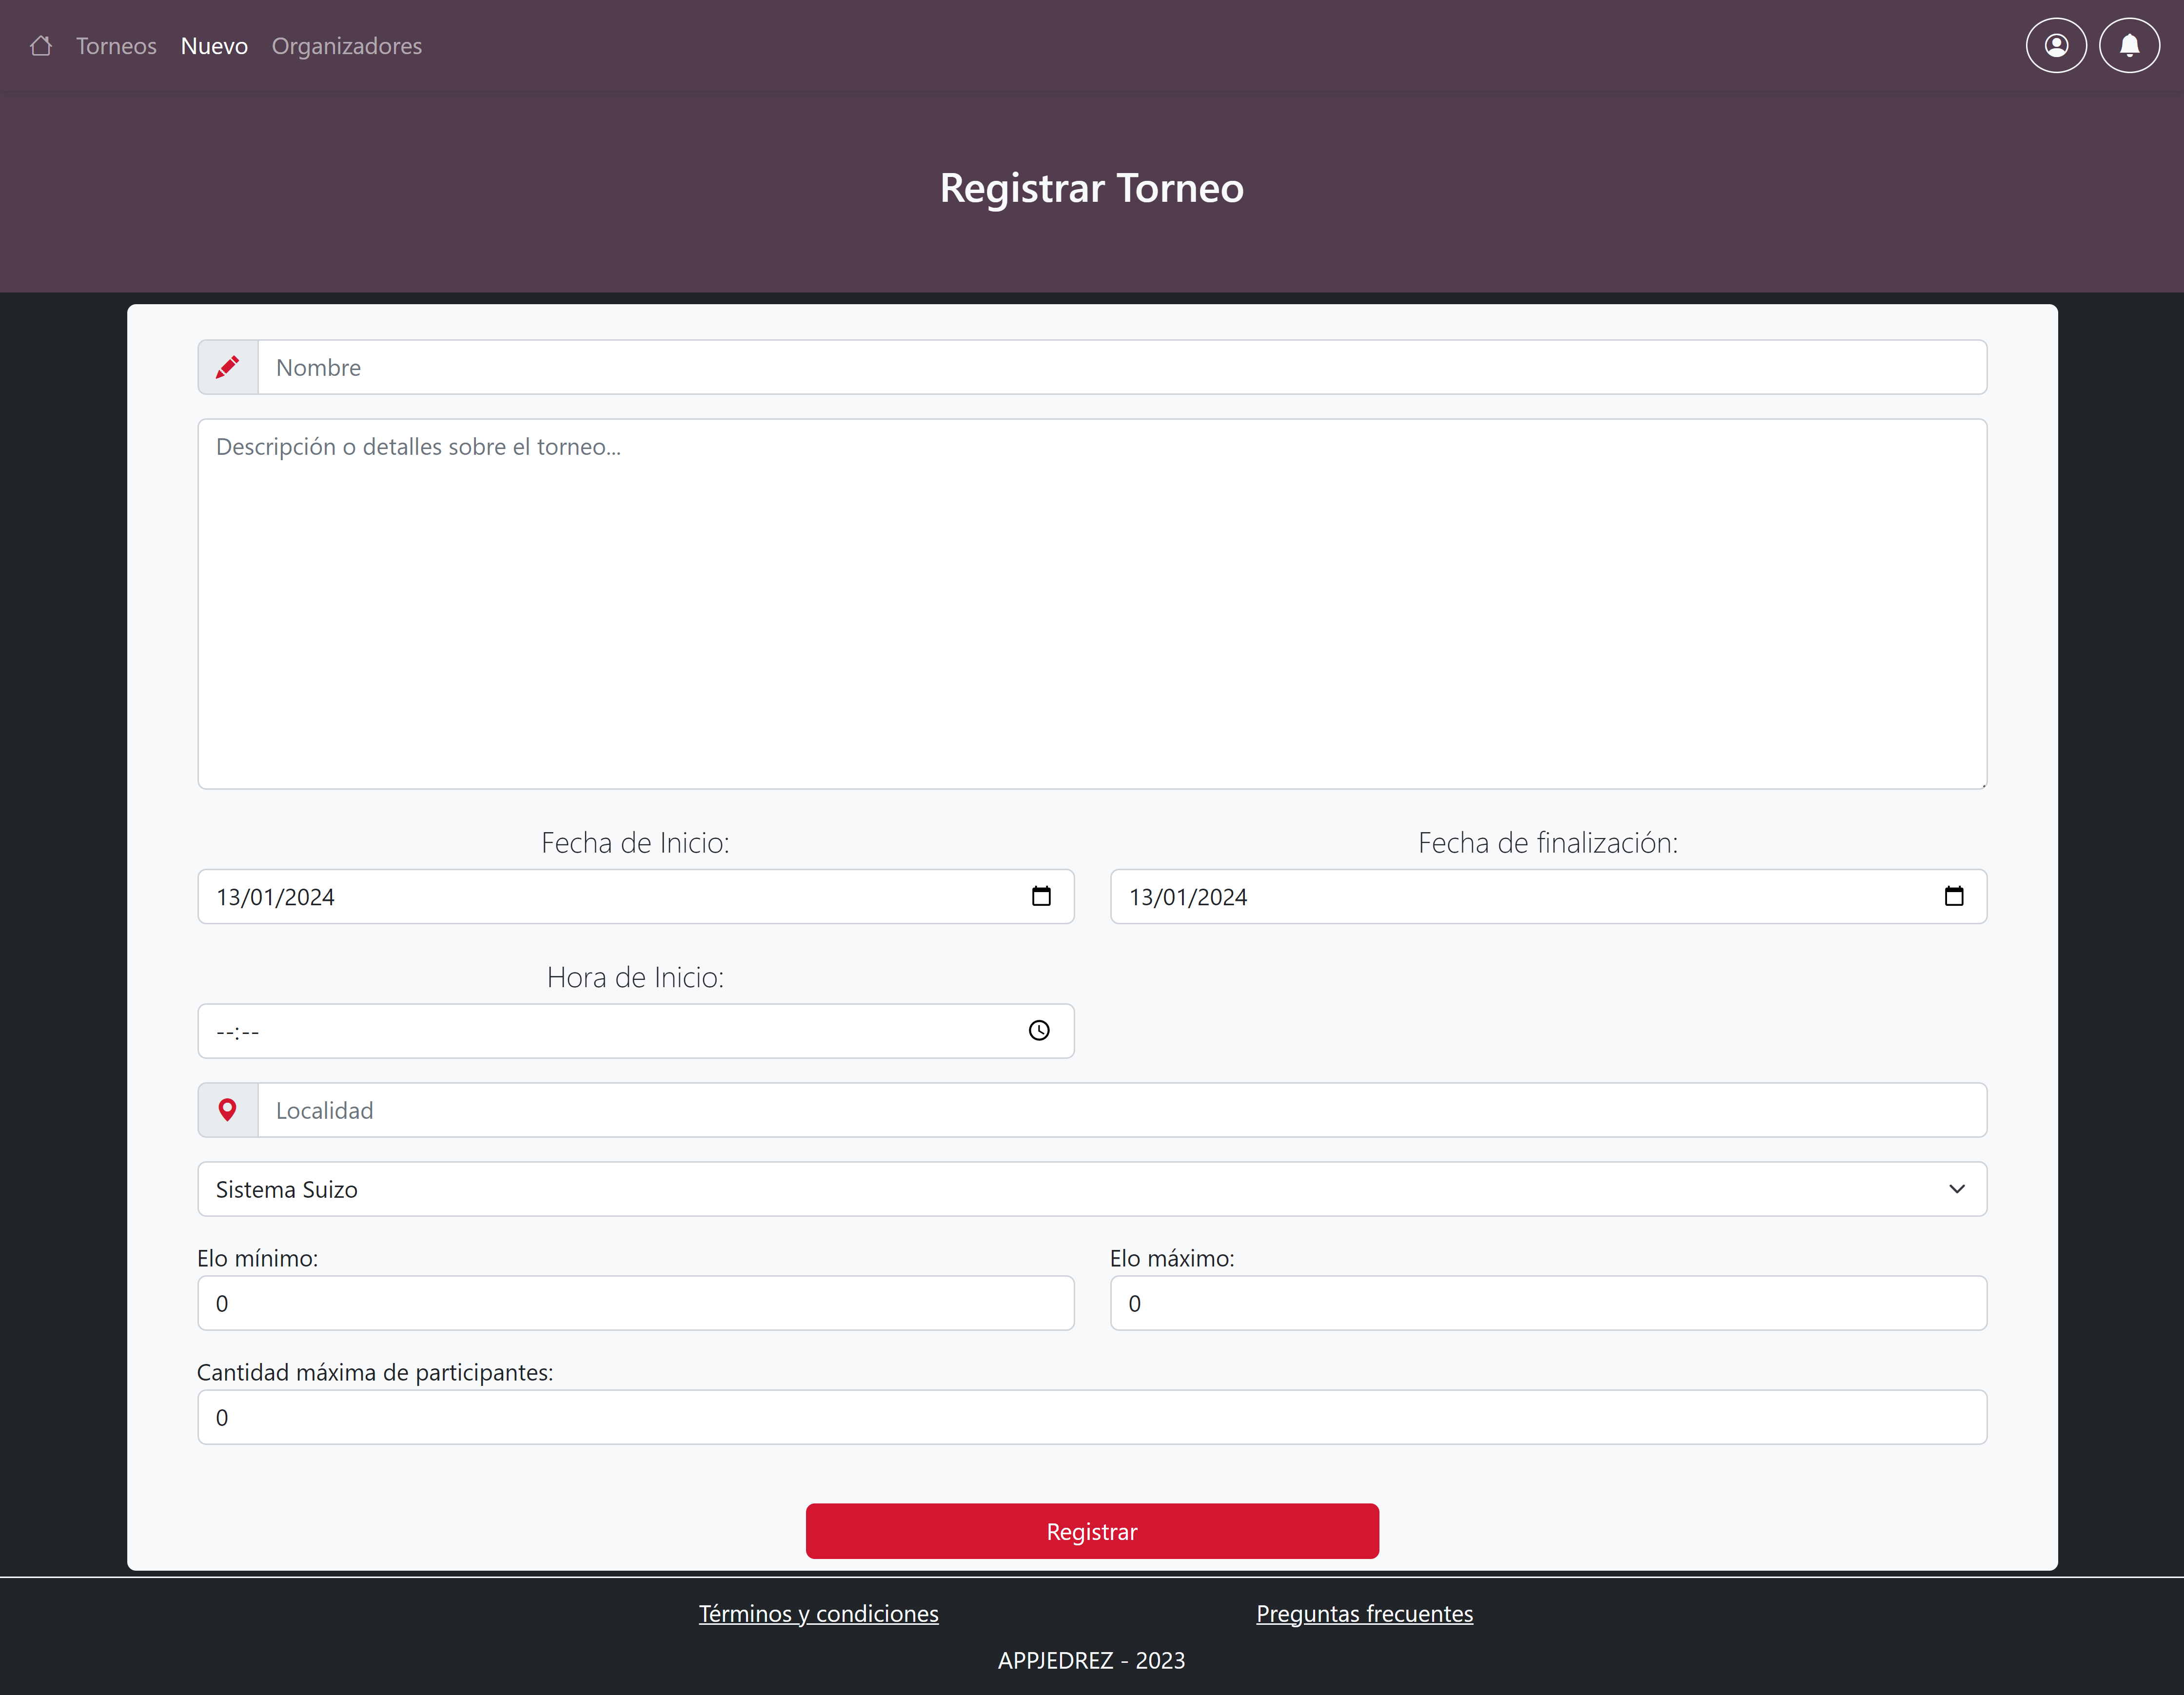 Torneos Nuevo Organizadores
Registrar Torneo
Nombre
Descripción o detalles sobre el torneo...
Fecha de Inicio: Fecha de finalización:
13/01/2024 13/01/2024
Hora de Inicio:
--:--
Localidad
Sistema Suizo
Elo mínimo: Elo máximo:
0 0
Cantidad máxima de participantes:
0
Registrar
Términos y condiciones Preguntas frecuentes
APPJEDREZ - 2023